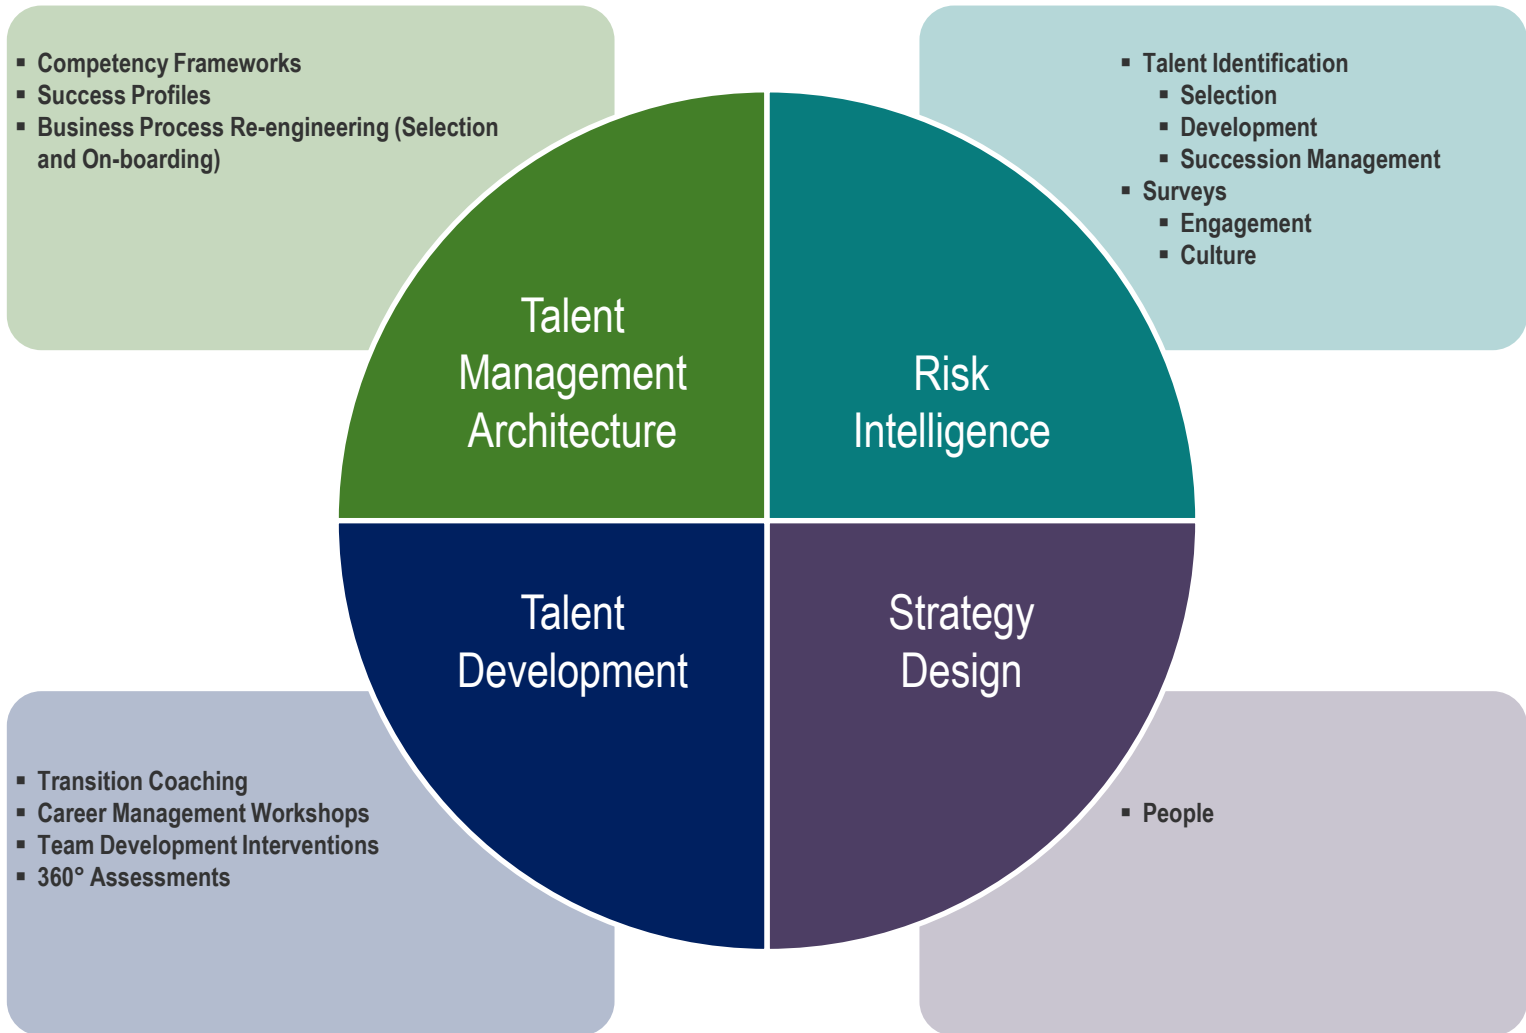 ▪ Competency Frameworks
▪ Success Profiles
▪ Business Process Re-engineering (Selection
and On-boarding)
▪ Talent Identification
▪ Selection
▪ Development
▪ Succession Management
▪ Surveys
▪ Engagement
▪ Culture
Talent
Management
Architecture
Risk
Intelligence
Talent
Development
Strategy
Design
▪ Transition Coaching
▪ Career Management Workshops
▪ Team Development Interventions
▪ 360° Assessments
▪ People